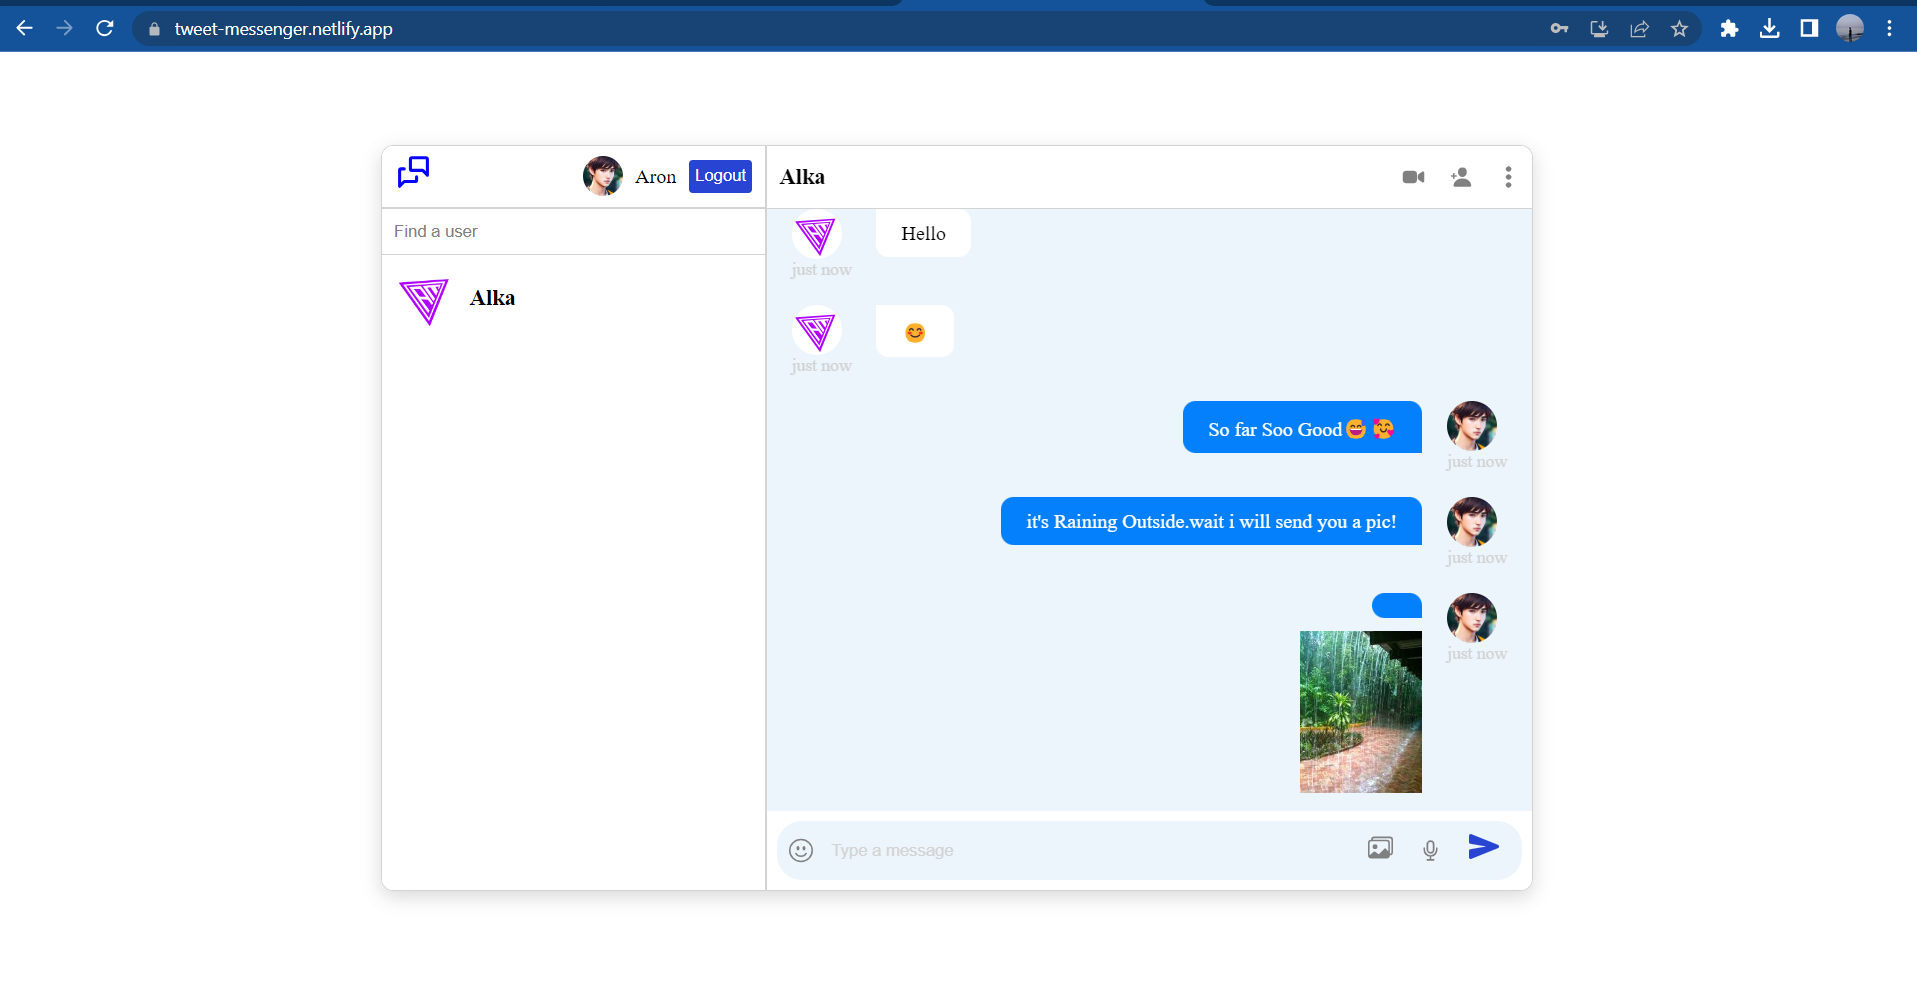 tweet-messenger.netlify.app
Aron
Logout
Find a user
Alka
Alka
Hello
just now
😊
just now
So far Soo Good😅 🥰
just now
it's Raining Outside.wait i will send you a pic!
just now
just now
Type a message